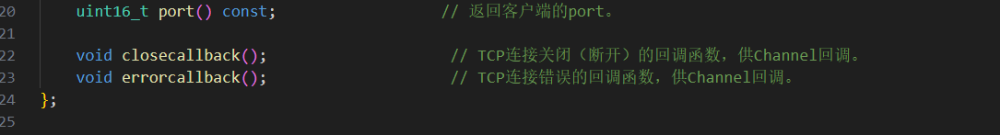 20 uint16_t port() const; // 返回客户端的port。
21
22 void closecallback(); // TCP连接关闭（断开）的回调函数，供Channel回调。
23 void errorcallback(); // TCP连接错误的回调函数，供Channel回调。
24 };
25